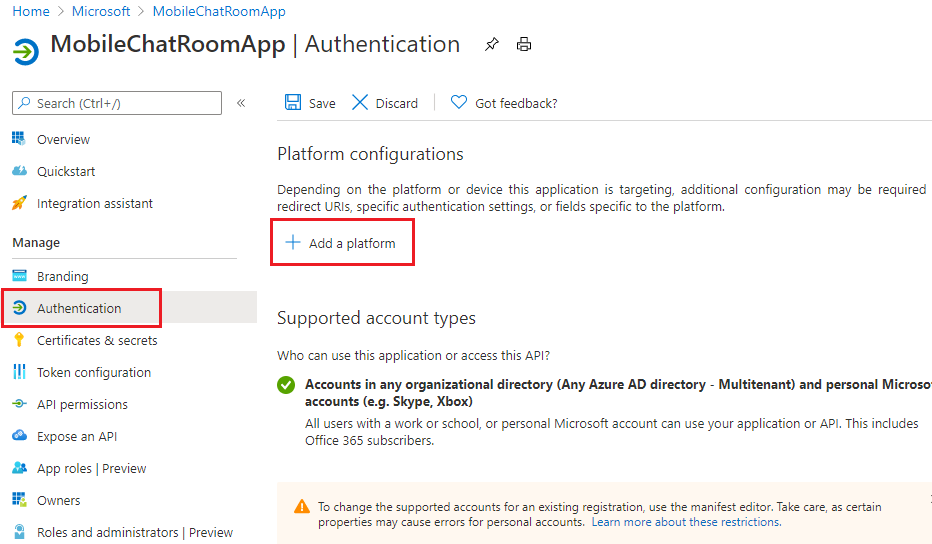 Home > Microsoft > MobileChatRoomApp
MobileChatRoomApp | Authentication
Search (Ctrl+/)
«
Overview
Quickstart
Integration assistant
Manage
Branding
Authentication
Certificates & secrets
Token configuration
API permissions
Expose an API
App roles | Preview
Owners
Roles and administrators | Preview
Save
Discard
Got feedback?
Platform configurations
Depending on the platform or device this application is targeting, additional configuration may be required
redirect URIs, specific authentication settings, or fields specific to the platform.
+ Add a platform
Supported account types
Who can use this application or access this API?
Accounts in any organizational directory (Any Azure AD directory - Multitenant) and personal Microso
accounts (e.g. Skype, Xbox)
All users with a work or school, or personal Microsoft account can use your application or API. This includes
Office 365 subscribers.
To change the supported accounts for an existing registration, use the manifest editor. Take care, as certain
properties may cause errors for personal accounts. Learn more about these restrictions.